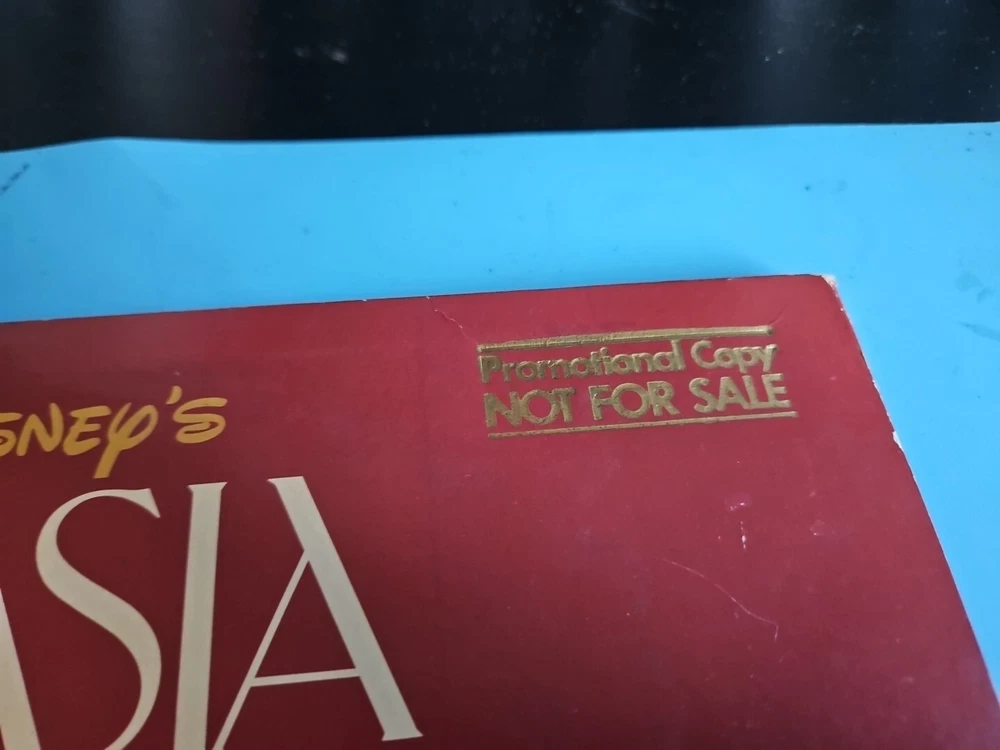 Promotional Copy
NOT FOR SALE
SNEY'S
ASIA